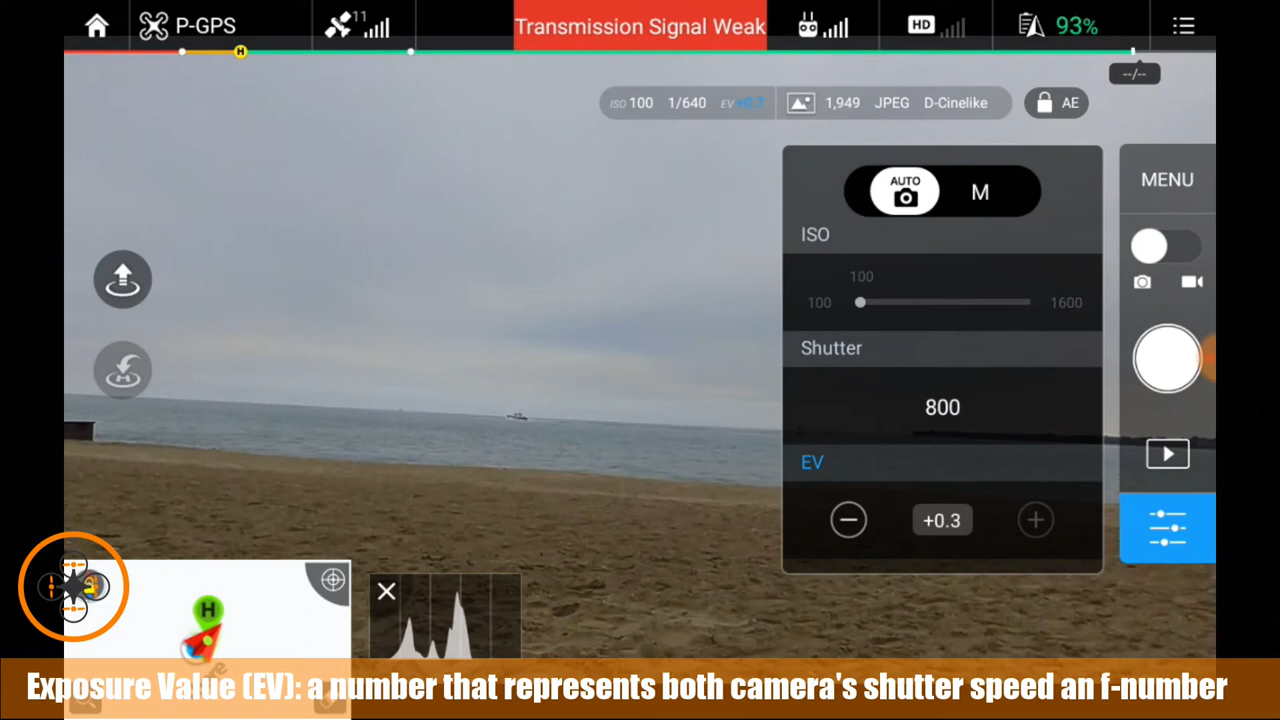 P-GPS
11
Transmission Signal Weak
HD
93%
H
--/--
ISO 100 1/640 EV +0.3 1,949 JPEG D-Cinelike
AE
AUTO
M
MENU
ISO
100
100 1600
Shutter
800
EV
+0.3
H
Exposure Value (EV): a number that represents both camera's shutter speed an f-number